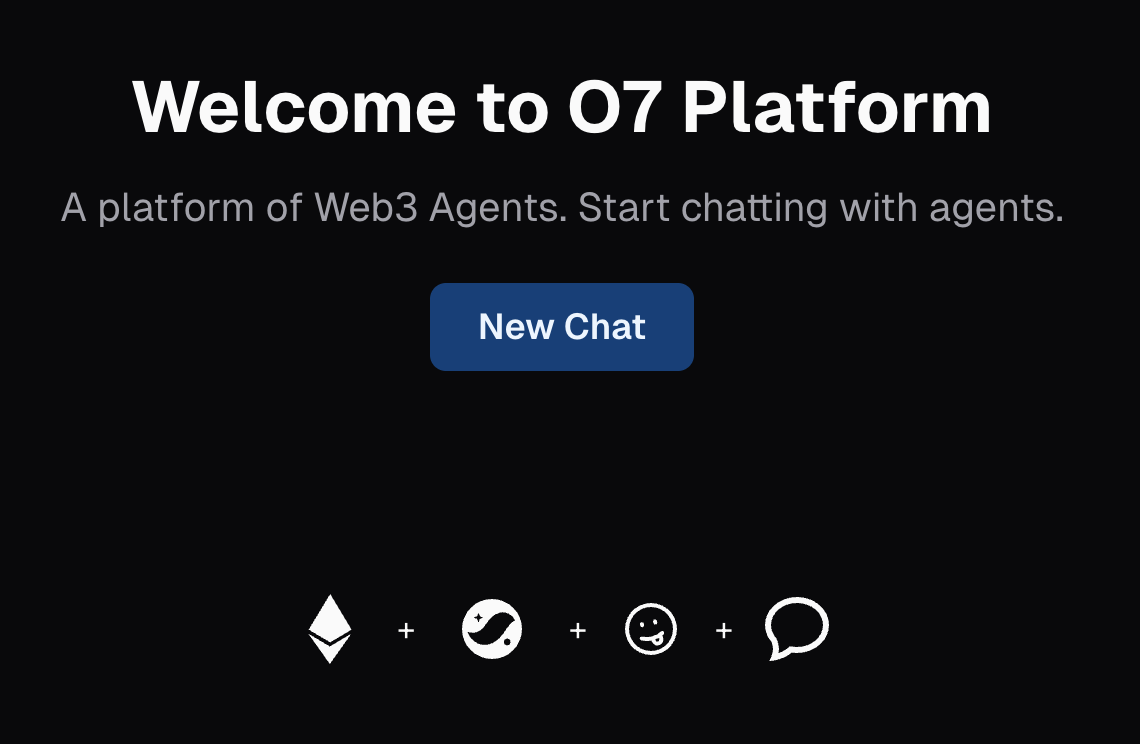 Welcome to O7 Platform
A platform of Web3 Agents. Start chatting with agents.
New Chat
+ + +